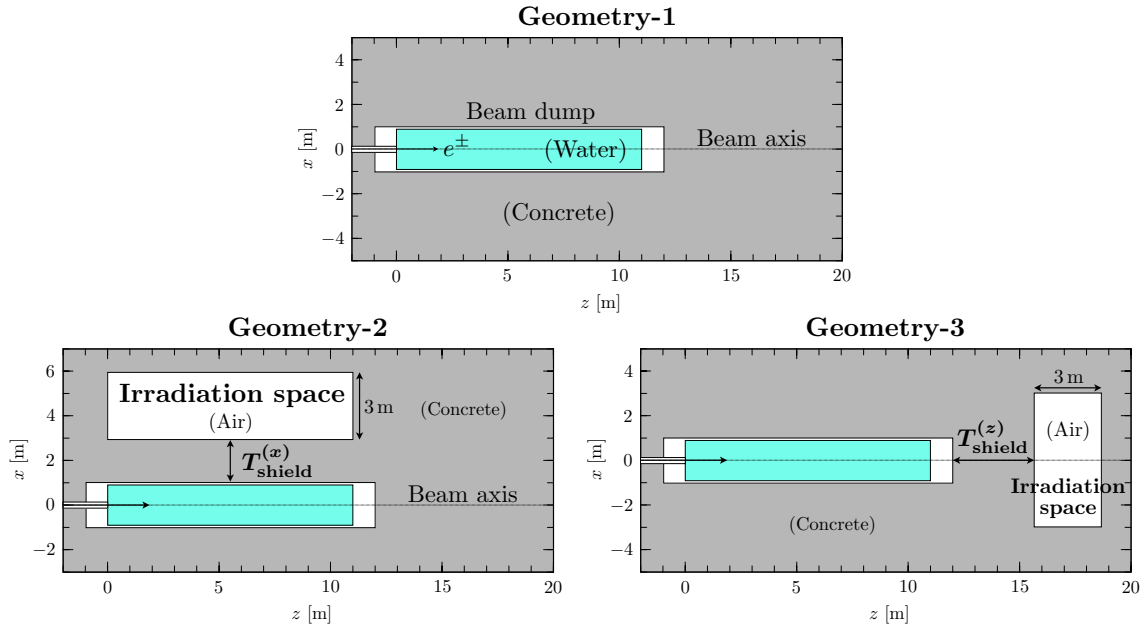 Geometry-1
4
2
0
−2
−4
x [m]
Beam dump
e±
(Water)
Beam axis
(Concrete)
0
5
10
15
20
z [m]
Geometry-2
6
4
2
0
−2
x [m]
Irradiation space
(Air)
3 m
(Concrete)
T_shield^(x)
Beam axis
0
5
10
15
20
z [m]
Geometry-3
4
2
0
−2
−4
x [m]
3 m
(Air)
T_shield^(z)
Irradiation
space
(Concrete)
0
5
10
15
20
z [m]